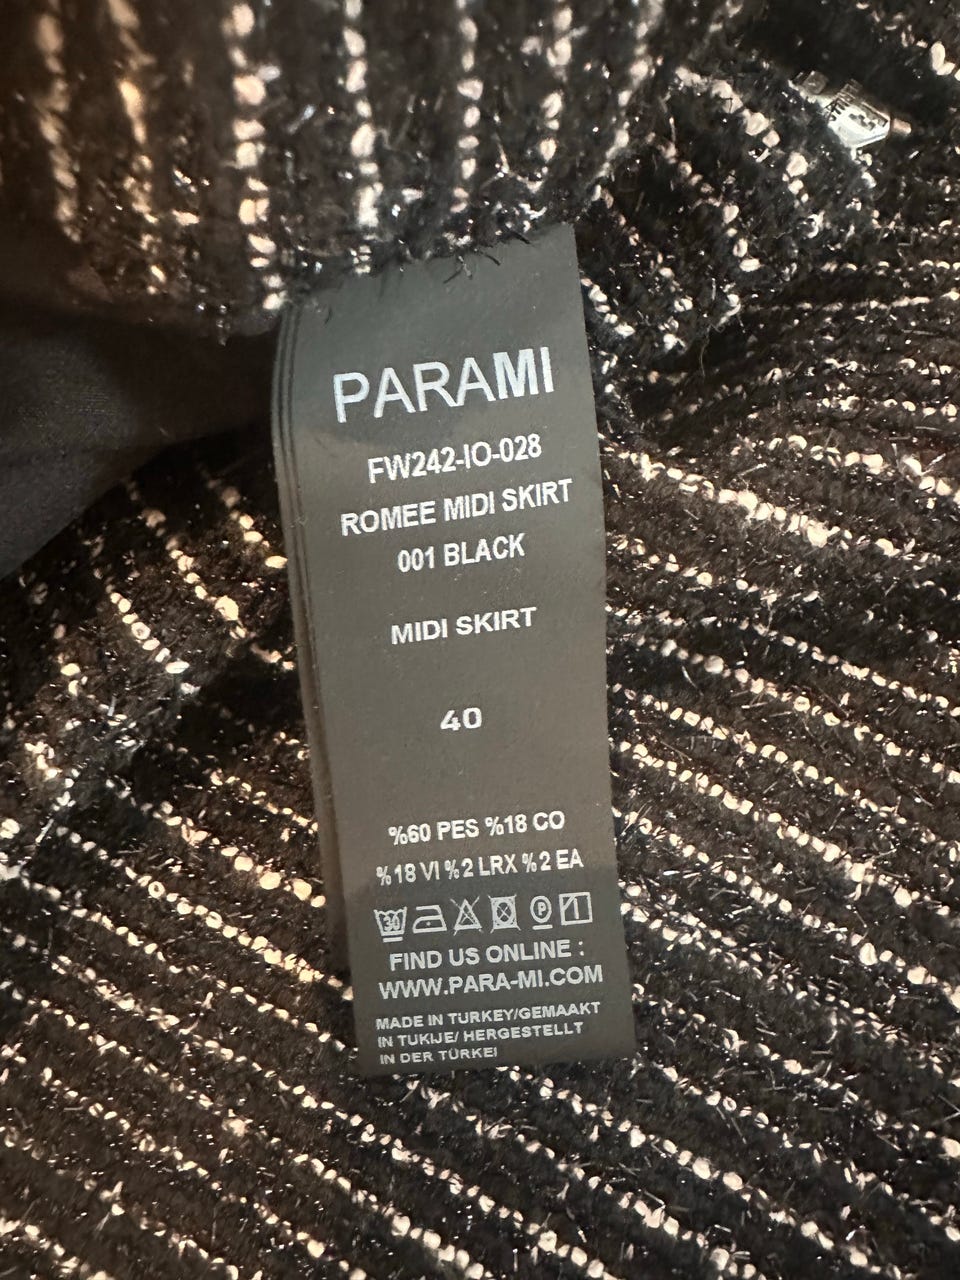 PARAMI
FW242-IO-028
ROMEE MIDI SKIRT
001 BLACK
MIDI SKIRT
40
%60 PES %18 CO
%18 VI %2 LRX %2 EA
30 P
FIND US ONLINE :
WWW.PARA-MI.COM
MADE IN TURKEY/GEMAAKT
IN TUKIJE/ HERGESTELLT
IN DER TÜRKEI